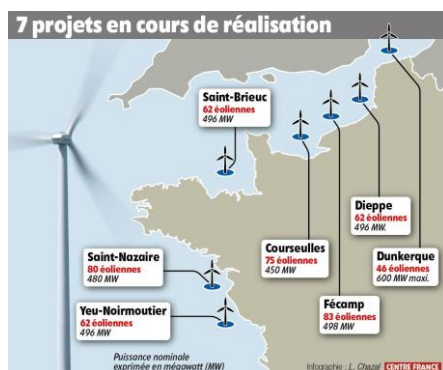 7 projets en cours de réalisation
Saint-Brieuc
62 éoliennes
496 MW
Dieppe
62 éoliennes
496 MW.
Courseulles
75 éoliennes
450 MW
Dunkerque
46 éoliennes
600 MW maxi.
Saint-Nazaire
80 éoliennes
480 MW
Fécamp
83 éoliennes
498 MW
Yeu-Noirmoutier
62 éoliennes
496 MW
Puissance nominale
exprimée en mégawatt (MW)
Infographie : L. Chazal CENTRE FRANCE